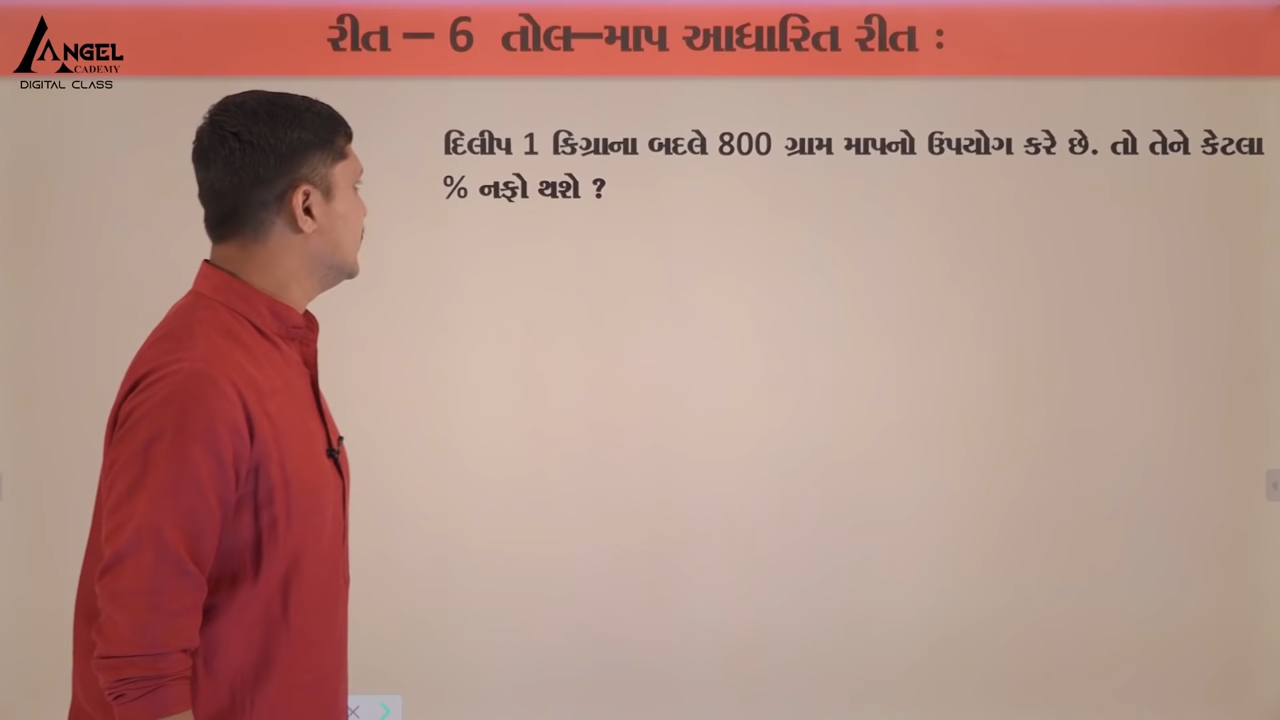 ANGEL
ACADEMY
DIGITAL CLASS
રીત – 6 તોલ–માપ આધારિત રીત :
દિલીપ 1 કિગ્રાના બદલે 800 ગ્રામ માપનો ઉપયોગ કરે છે. તો તેને કેટલા
% નફો થશે ?